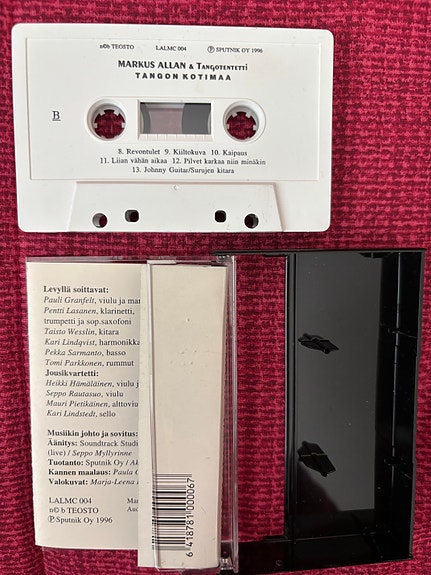 n©b TEOSTO LALMC 004 Ⓟ SPUTNIK OY 1996
MARKUS ALLAN & TANGOTENTETTI
TANGON KOTIMAA
B
8. Revontulet 9. Kiiltokuva 10. Kaipaus
11. Liian vähän aikaa 12. Pilvet karkaa niin minäkin
13. Johnny Guitar/Surujen kitara
Levyllä soittavat:
Pauli Granfelt, viulu ja
Pentti Lasanen, klarinetti,
trumpetti ja sop.saxofoni
Taisto Wesslin, kitara
Kari Lindqvist, harmonikka
Pekka Sarmanto, basso
Tomi Parkkonen, rummut
Jousikvartetti:
Heikki Hämäläinen, viulu
Seppo Rautasuo, viulu
Mauri Pietikäinen, alttoviulu
Kari Lindstedt, sello
Musiikin johto ja sovitus:
Äänitys: Soundtrack
(live) / Seppo Myllyrinne
Tuotanto: Sputnik Oy /
Kannen maalaus: Paula
Valokuvat: Marja-Leena
LALMC 004
n© b TEOSTO
Ⓟ Sputnik Oy 1996
6 418781 000067